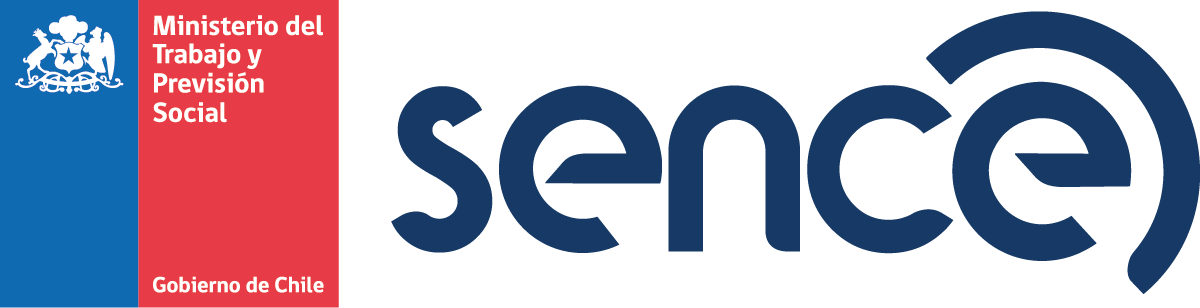 Ministerio del
Trabajo y
Previsión
Social
Gobierno de Chile
sence